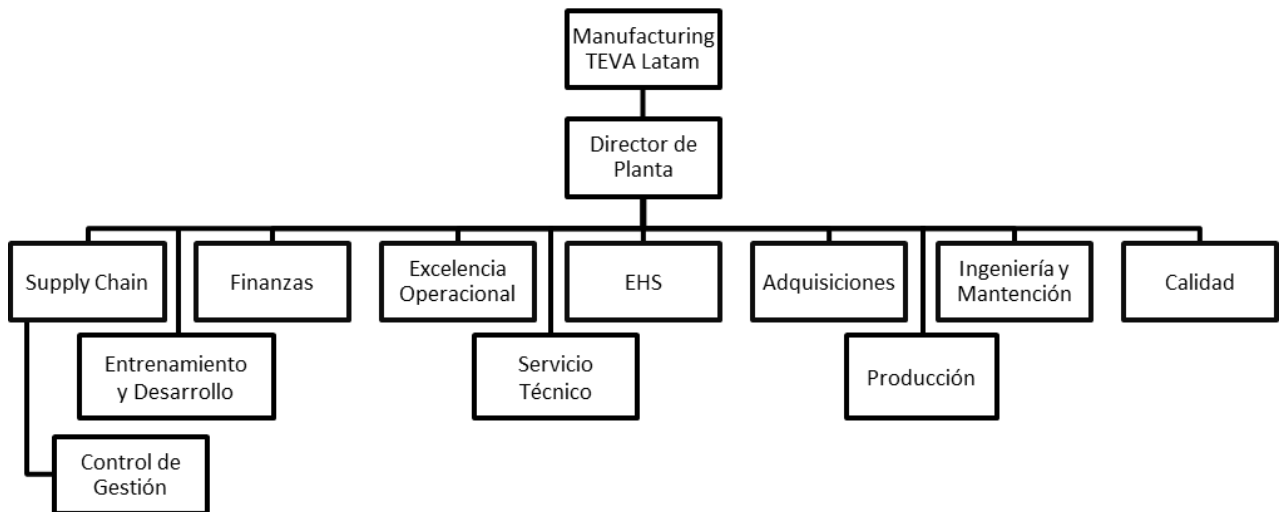 Manufacturing
TEVA Latam
Director de
Planta
Supply Chain
Finanzas
Excelencia
Operacional
EHS
Adquisiciones
Ingeniería y
Mantención
Calidad
Entrenamiento
y Desarrollo
Servicio
Técnico
Producción
Control de
Gestión